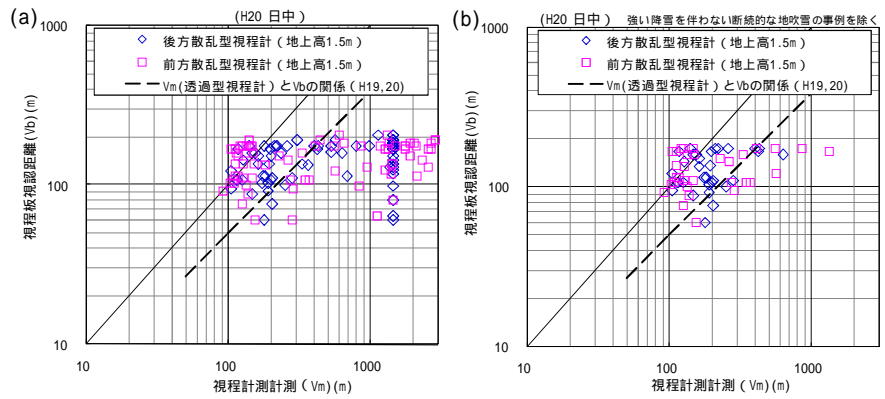 (a)
(H20 日中)
◇ 後方散乱型視程計(地上高1.5m)
□ 前方散乱型視程計(地上高1.5m)
Vm(透過型視程計)とVbの関係(H19,20)
視程板視認距離(Vb)(m)
1000
100
10
10 100 1000
視程計計測(Vm)(m)
(b)
(H20 日中) 強い降雪を伴わない断続的な地吹雪の事例を除く
◇ 後方散乱型視程計(地上高1.5m)
□ 前方散乱型視程計(地上高1.5m)
Vm(透過型視程計)とVbの関係(H19,20)
視程板視認距離(Vb)(m)
1000
100
10
10 100 1000
視程計計測(Vm)(m)